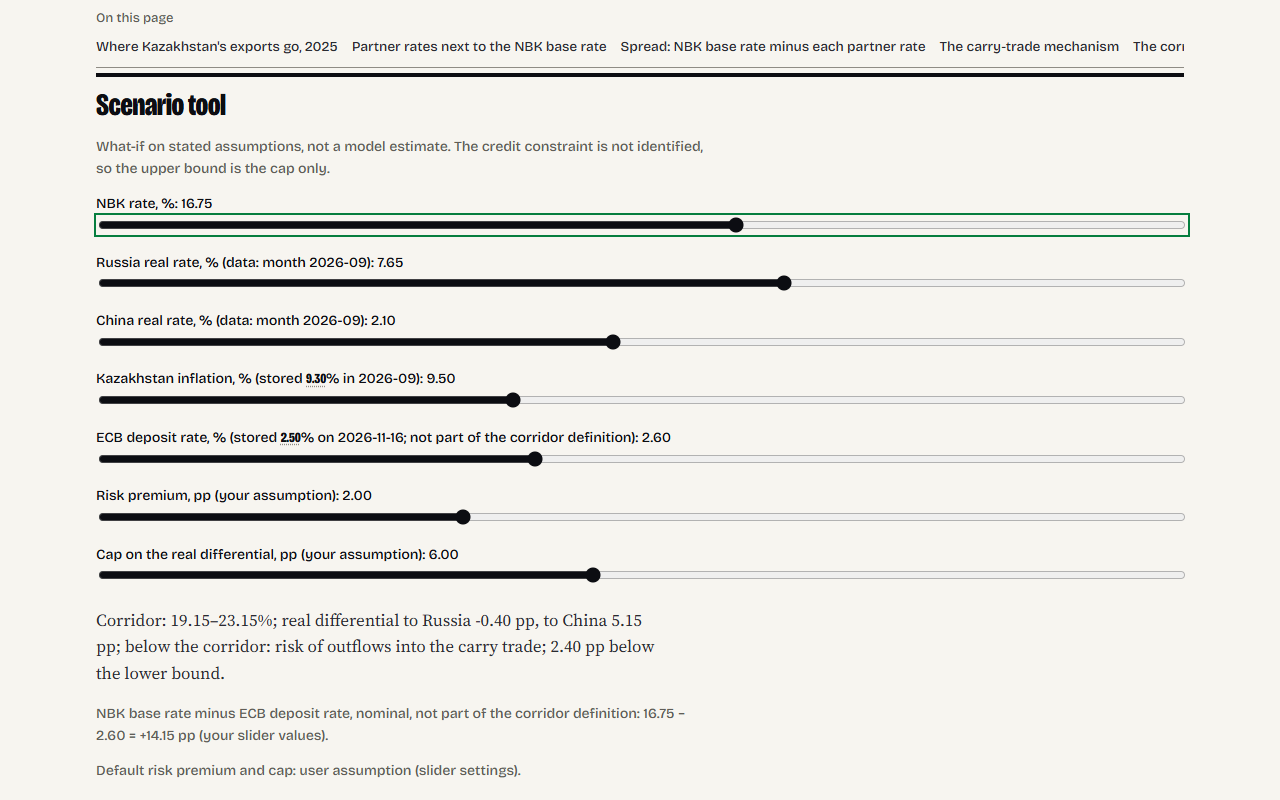 On this page
Where Kazakhstan's exports go, 2025 Partner rates next to the NBK base rate Spread: NBK base rate minus each partner rate The carry-trade mechanism The
Scenario tool
What-if on stated assumptions, not a model estimate. The credit constraint is not identified,
so the upper bound is the cap only.
NBK rate, %: 16.75
Russia real rate, % (data: month 2026-09): 7.65
China real rate, % (data: month 2026-09): 2.10
Kazakhstan inflation, % (stored 9.30% in 2026-09): 9.50
ECB deposit rate, % (stored 2.50% on 2026-11-16; not part of the corridor definition): 2.60
Risk premium, pp (your assumption): 2.00
Cap on the real differential, pp (your assumption): 6.00
Corridor: 19.15–23.15%; real differential to Russia -0.40 pp, to China 5.15
pp; below the corridor: risk of outflows into the carry trade; 2.40 pp below
the lower bound.
NBK base rate minus ECB deposit rate, nominal, not part of the corridor definition: 16.75 −
2.60 = +14.15 pp (your slider values).
Default risk premium and cap: user assumption (slider settings).